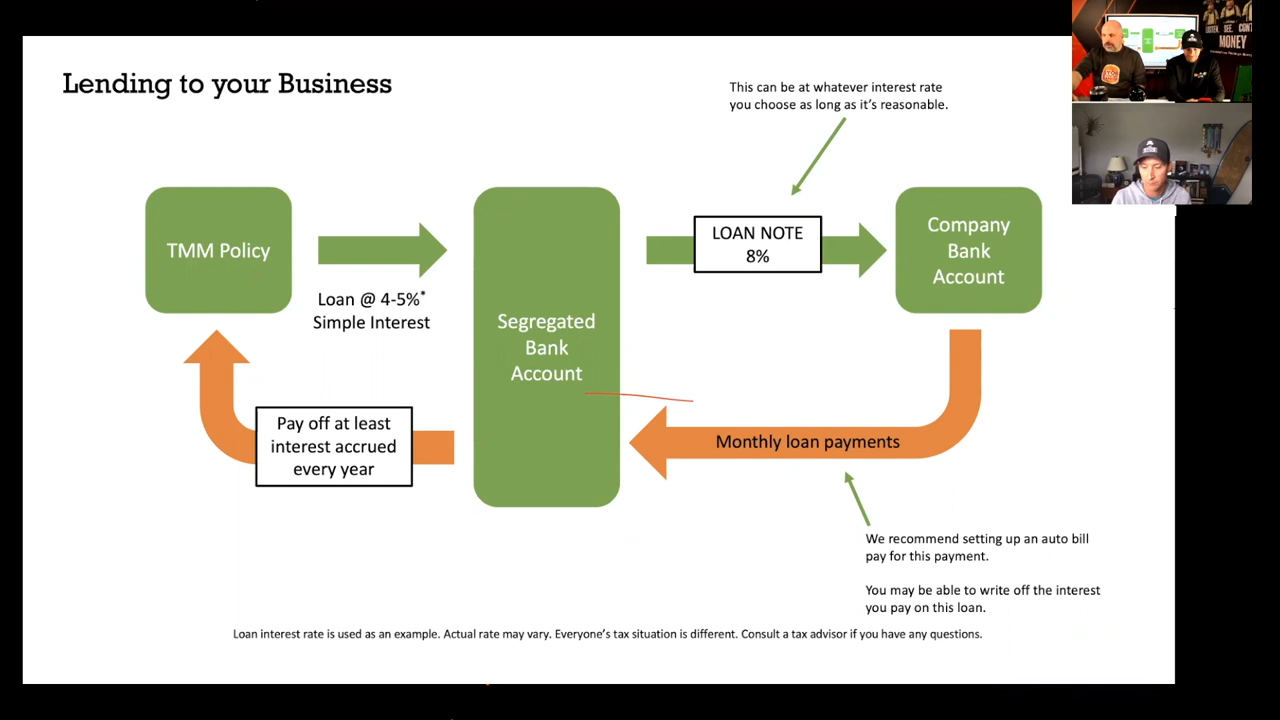 Lending to your Business
This can be at whatever interest rate
you choose as long as it's reasonable.
TMM Policy
Loan @ 4-5%*
Simple Interest
Segregated
Bank
Account
LOAN NOTE
8%
Company
Bank
Account
Pay off at least
interest accrued
every year
Monthly loan payments
We recommend setting up an auto bill
pay for this payment.
You may be able to write off the interest
you pay on this loan.
Loan interest rate is used as an example. Actual rate may vary. Everyone's tax situation is different. Consult a tax advisor if you have any questions.
MONEY